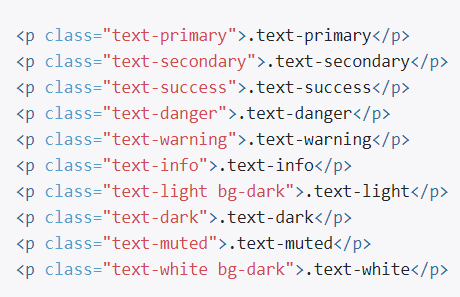 <p class="text-primary">.text-primary</p>
<p class="text-secondary">.text-secondary</p>
<p class="text-success">.text-success</p>
<p class="text-danger">.text-danger</p>
<p class="text-warning">.text-warning</p>
<p class="text-info">.text-info</p>
<p class="text-light bg-dark">.text-light</p>
<p class="text-dark">.text-dark</p>
<p class="text-muted">.text-muted</p>
<p class="text-white bg-dark">.text-white</p>